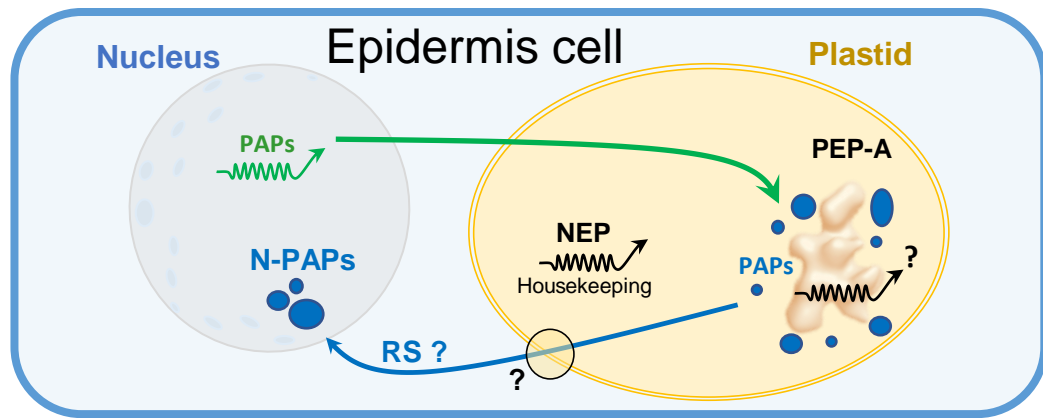 Epidermis cell
Nucleus
Plastid
PAPs
PEP-A
N-PAPs
NEP
Housekeeping
PAPs
?
RS ?
?